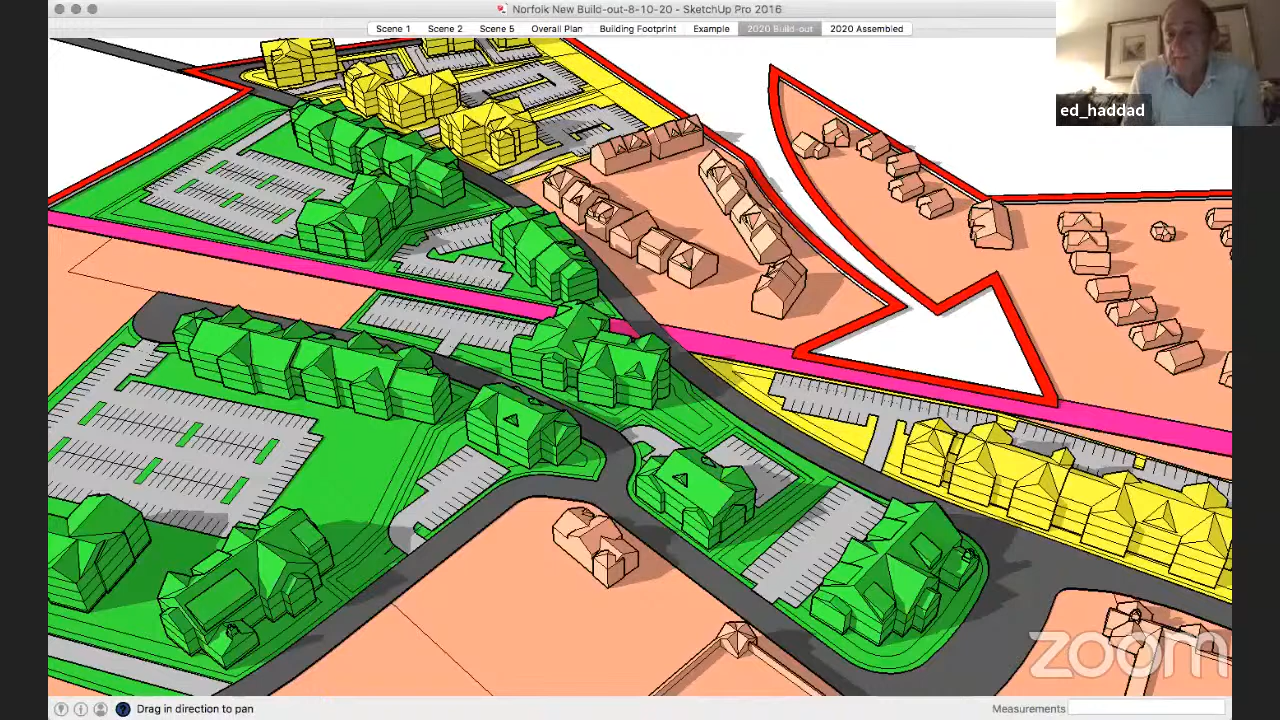 Norfolk New Build-out-8-10-20 - SketchUp Pro 2016
Scene 1 Scene 2 Scene 5 Overall Plan Building Footprint Example 2020 Build-out 2020 Assembled
ed_haddad
zoom
Drag in direction to pan
Measurements